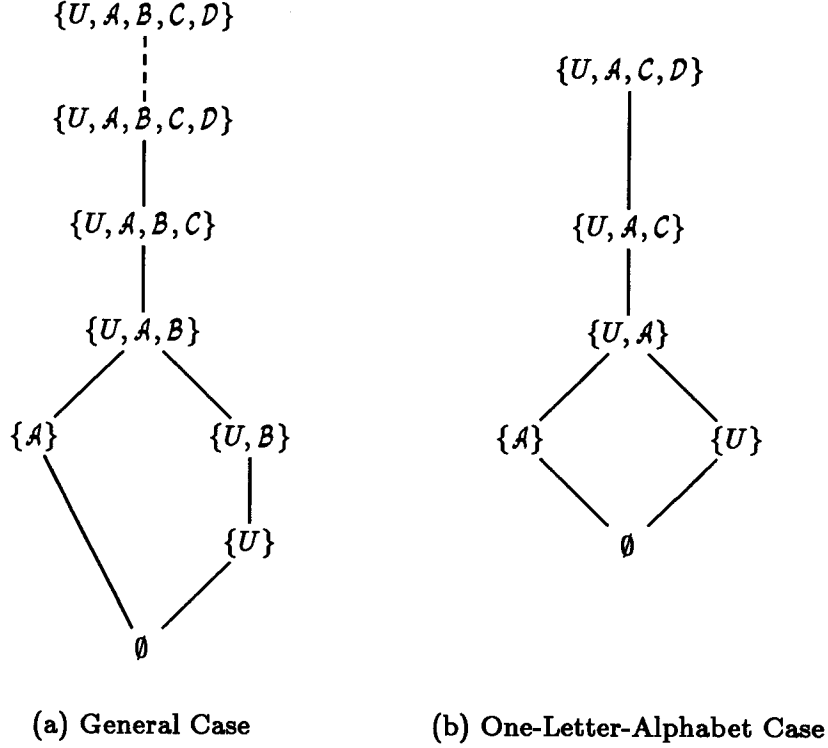 {U, A, B, C, D}
{U, A, B, C, D}
{U, A, B, C}
{U, A, B}
{A}
{U, B}
{U}
∅
(a) General Case
{U, A, C, D}
{U, A, C}
{U, A}
{A}
{U}
∅
(b) One-Letter-Alphabet Case